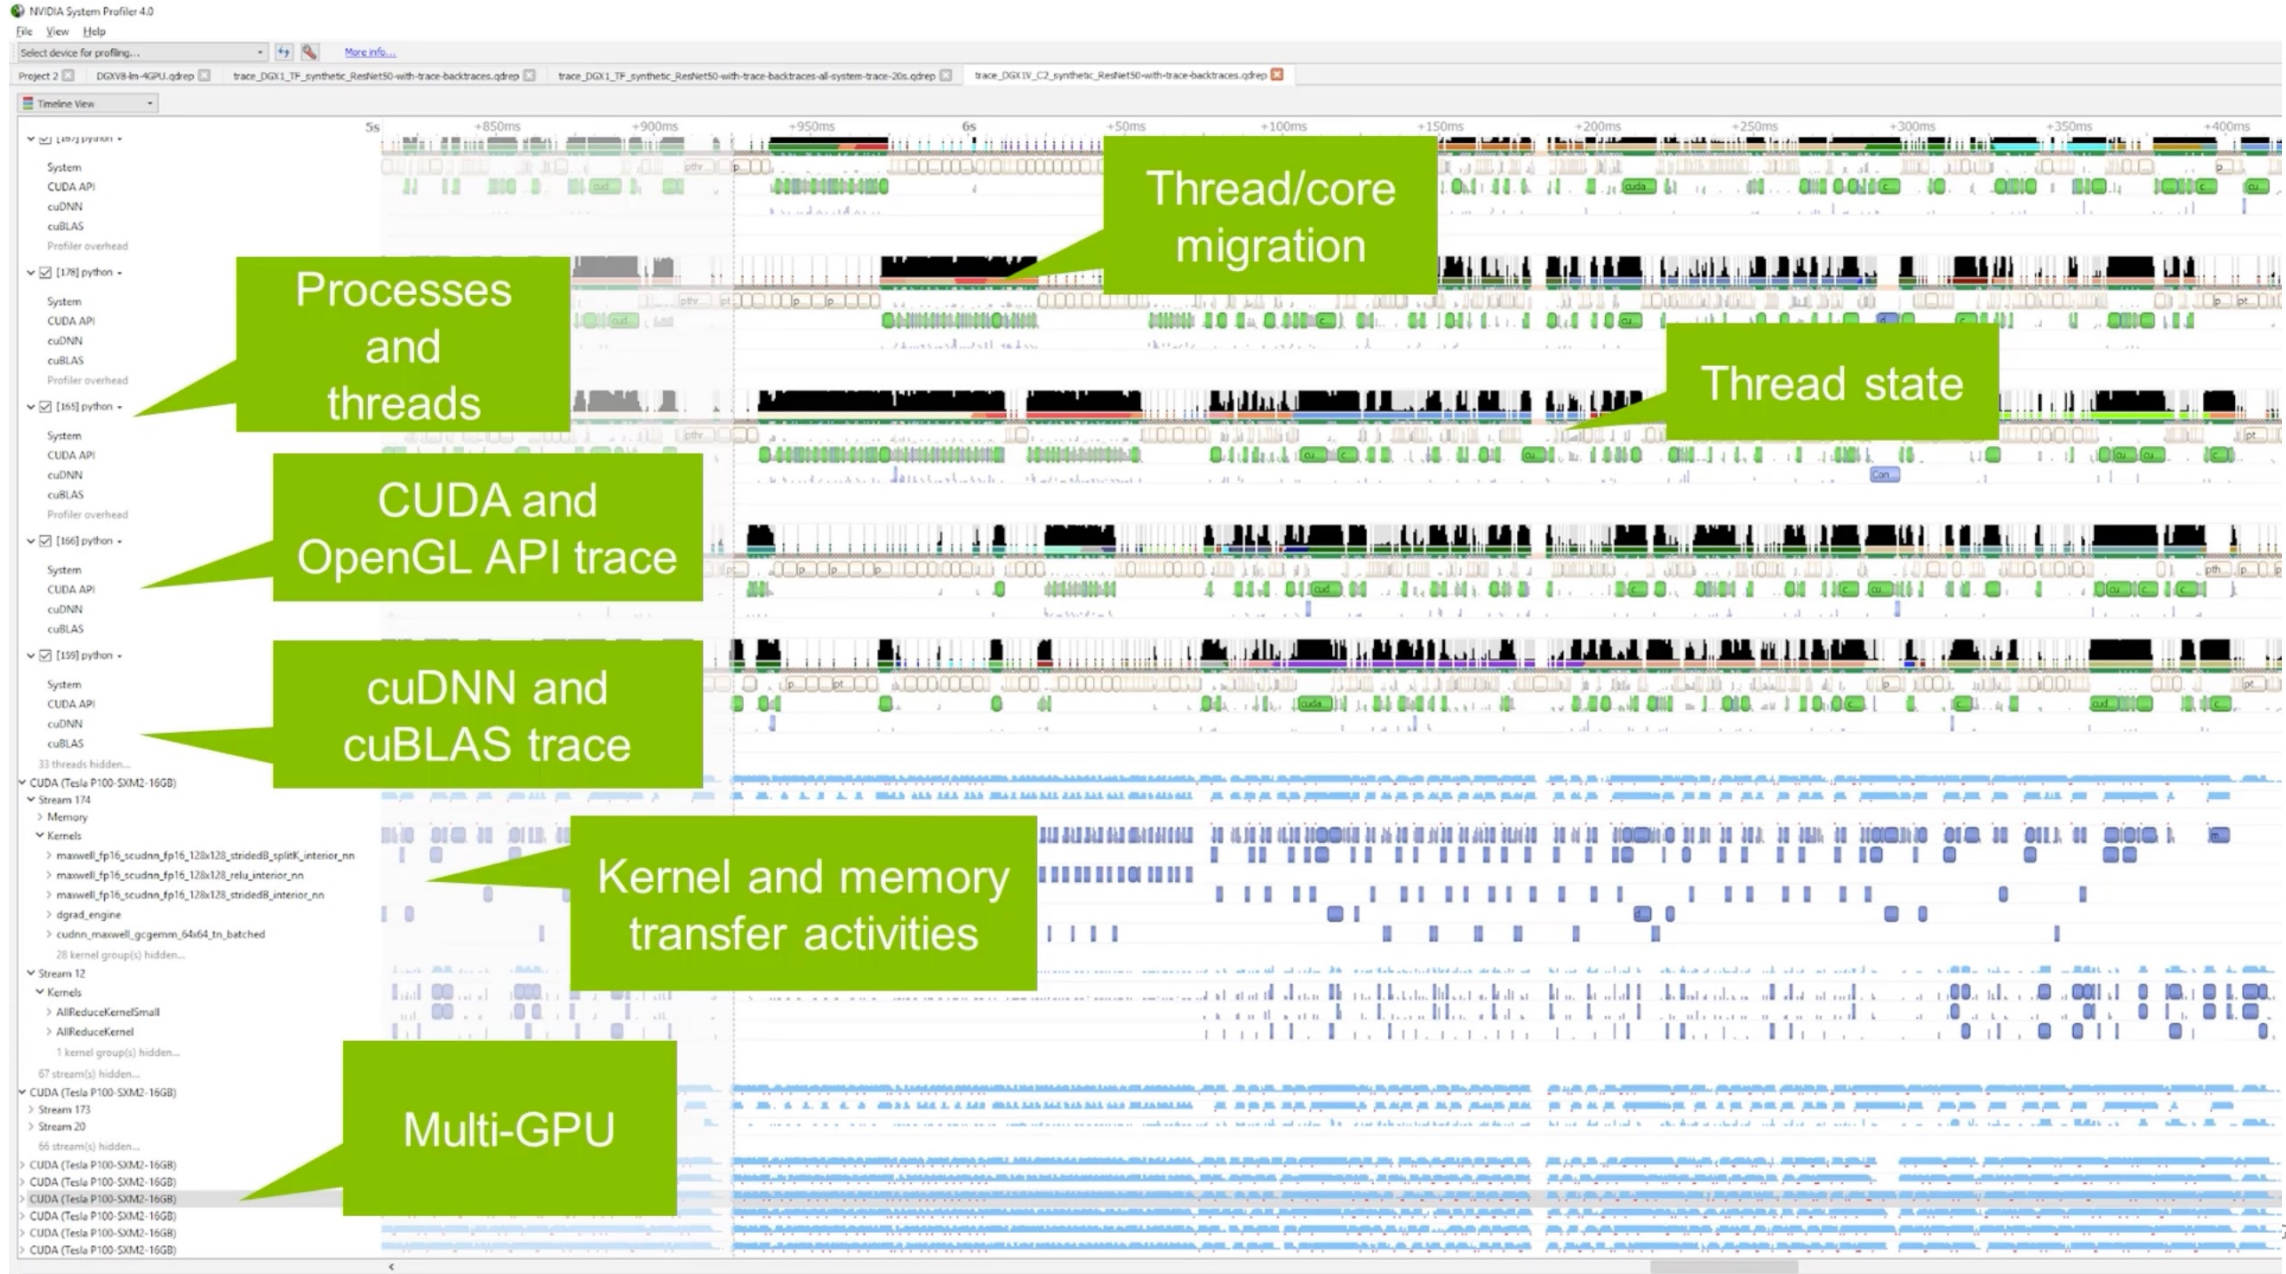 NVIDIA System Profiler 4.0
File View Help
Select device for profiling... More info...
Project 2 DGXV8-lm-4GPU.qdrep trace_DGX1_TF_synthetic_ResNet50-with-trace-backtraces.qdrep trace_DGX1_TF_synthetic_ResNet50-with-trace-backtraces-all-system-trace-20s.qdrep trace_DGX1V_C2_synthetic_ResNet50-with-trace-backtraces.qdrep
Timeline View
5s +850ms +900ms +950ms 6s +50ms +100ms +150ms +200ms +250ms +300ms +350ms +400ms
[167] python
System
CUDA API
cuDNN
cuBLAS
Profiler overhead
Thread/core
migration
[178] python
System
CUDA API
cuDNN
cuBLAS
Profiler overhead
Processes
and
threads
Thread state
[165] python
System
CUDA API
cuDNN
cuBLAS
Profiler overhead
CUDA and
OpenGL API trace
[166] python
System
CUDA API
cuDNN
cuBLAS
[159] python
System
CUDA API
cuDNN
cuBLAS
cuDNN and
cuBLAS trace
33 threads hidden...
CUDA (Tesla P100-SXM2-16GB)
Stream 174
Memory
Kernels
maxwell_fp16_scudnn_fp16_128x128_stridedB_splitK_interior_nn
maxwell_fp16_scudnn_fp16_128x128_relu_interior_nn
maxwell_fp16_scudnn_fp16_128x128_stridedB_interior_nn
dgrad_engine
cudnn_maxwell_gcgemm_64x64_tn_batched
28 kernel group(s) hidden...
Kernel and memory
transfer activities
Stream 12
Kernels
AllReduceKernelSmall
AllReduceKernel
1 kernel group(s) hidden...
67 stream(s) hidden...
CUDA (Tesla P100-SXM2-16GB)
Stream 173
Stream 20
66 stream(s) hidden...
Multi-GPU
CUDA (Tesla P100-SXM2-16GB)
CUDA (Tesla P100-SXM2-16GB)
CUDA (Tesla P100-SXM2-16GB)
CUDA (Tesla P100-SXM2-16GB)
CUDA (Tesla P100-SXM2-16GB)
CUDA (Tesla P100-SXM2-16GB)